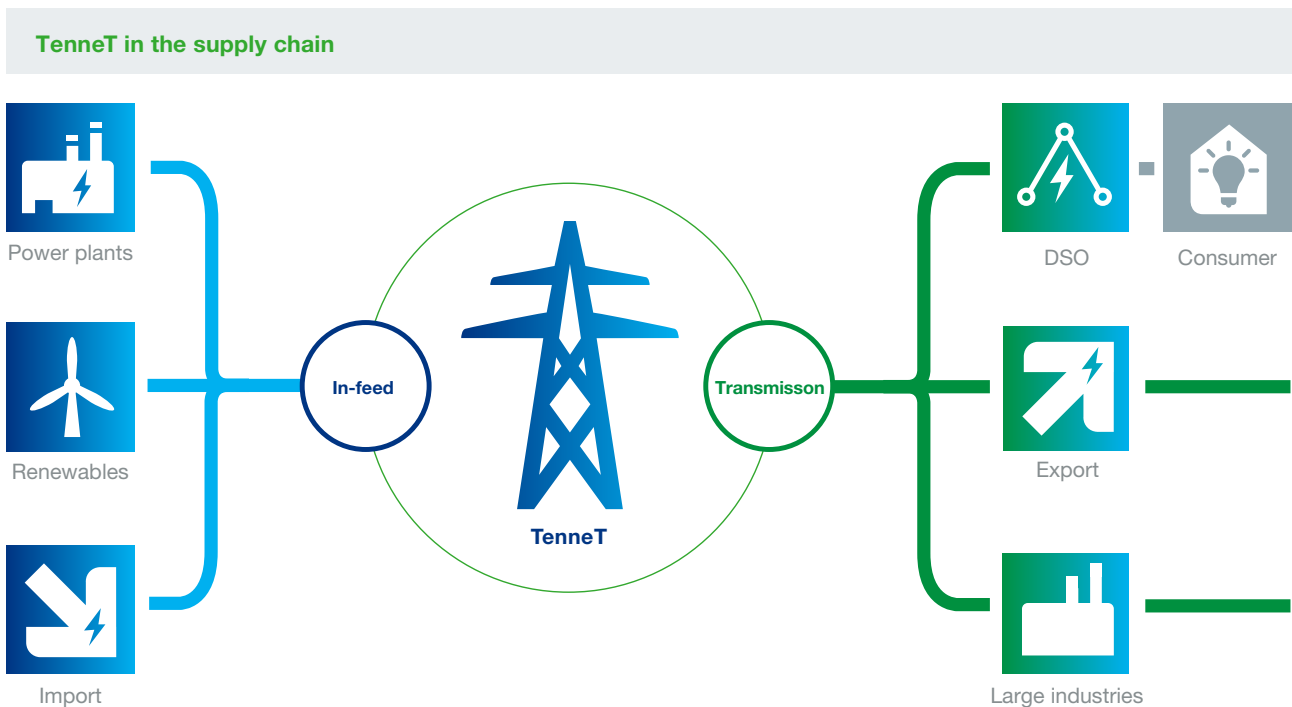 TenneT in the supply chain
Power plants
Renewables
Import
In-feed
TenneT
Transmisson
DSO
Consumer
Export
Large industries